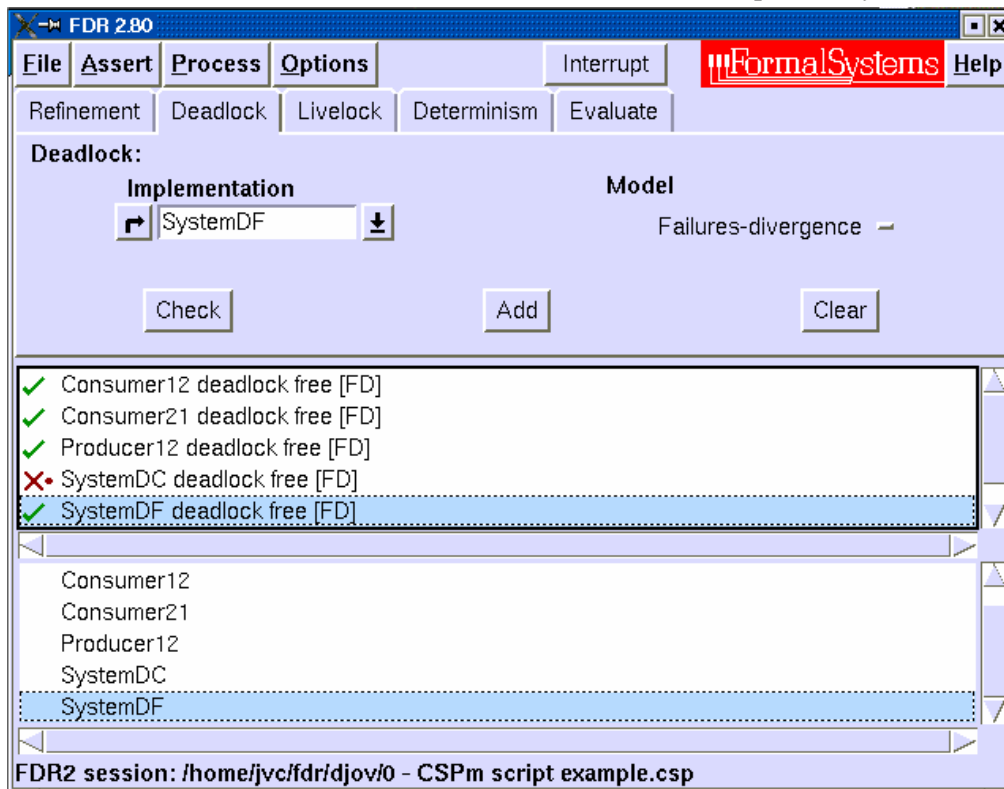 FDR 2.80
File Assert Process Options Interrupt FormalSystems Help
Refinement Deadlock Livelock Determinism Evaluate
Deadlock:
Implementation Model
SystemDF Failures-divergence
Check Add Clear
Consumer12 deadlock free [FD]
Consumer21 deadlock free [FD]
Producer12 deadlock free [FD]
SystemDC deadlock free [FD]
SystemDF deadlock free [FD]
Consumer12
Consumer21
Producer12
SystemDC
SystemDF
FDR2 session: /home/jvc/fdr/djov/0 - CSPm script example.csp